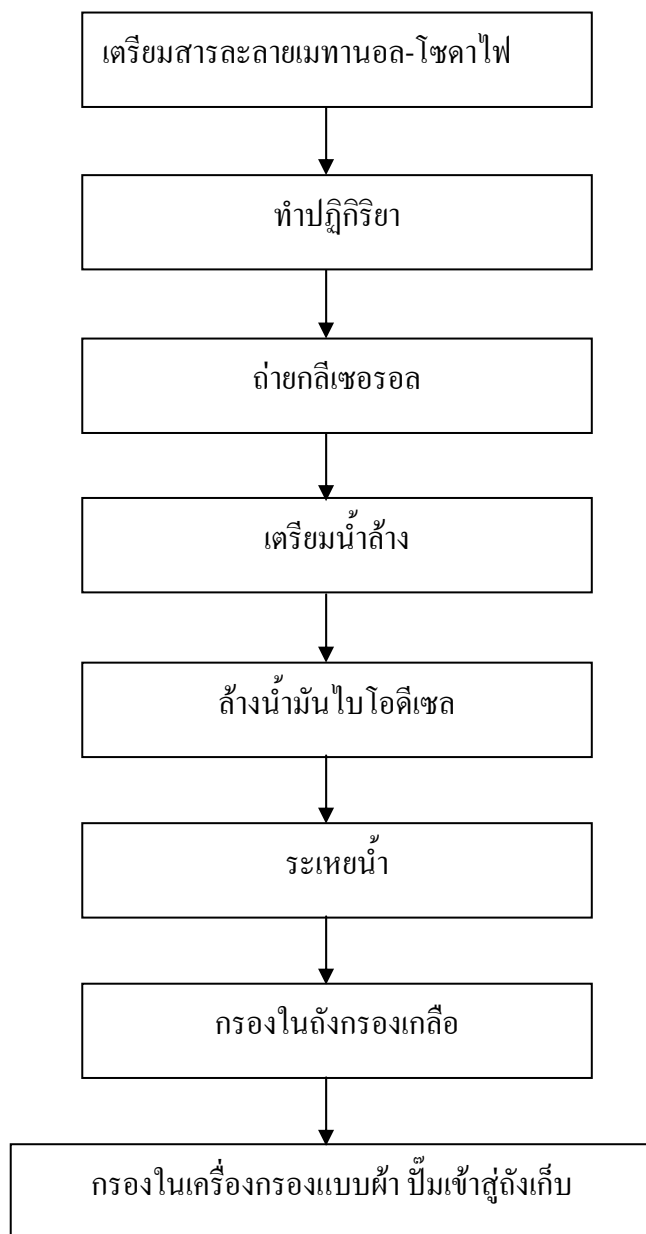 เตรียมสารละลายเมทานอล-โซดาไฟ
ทำปฏิกิริยา
ถ่ายกลีเซอรอล
เตรียมน้ำล้าง
ล้างน้ำมันไบโอดีเซล
ระเหยน้ำ
กรองในถังกรองเกลือ
กรองในเครื่องกรองแบบผ้า ปั๊มเข้าสู่ถังเก็บ